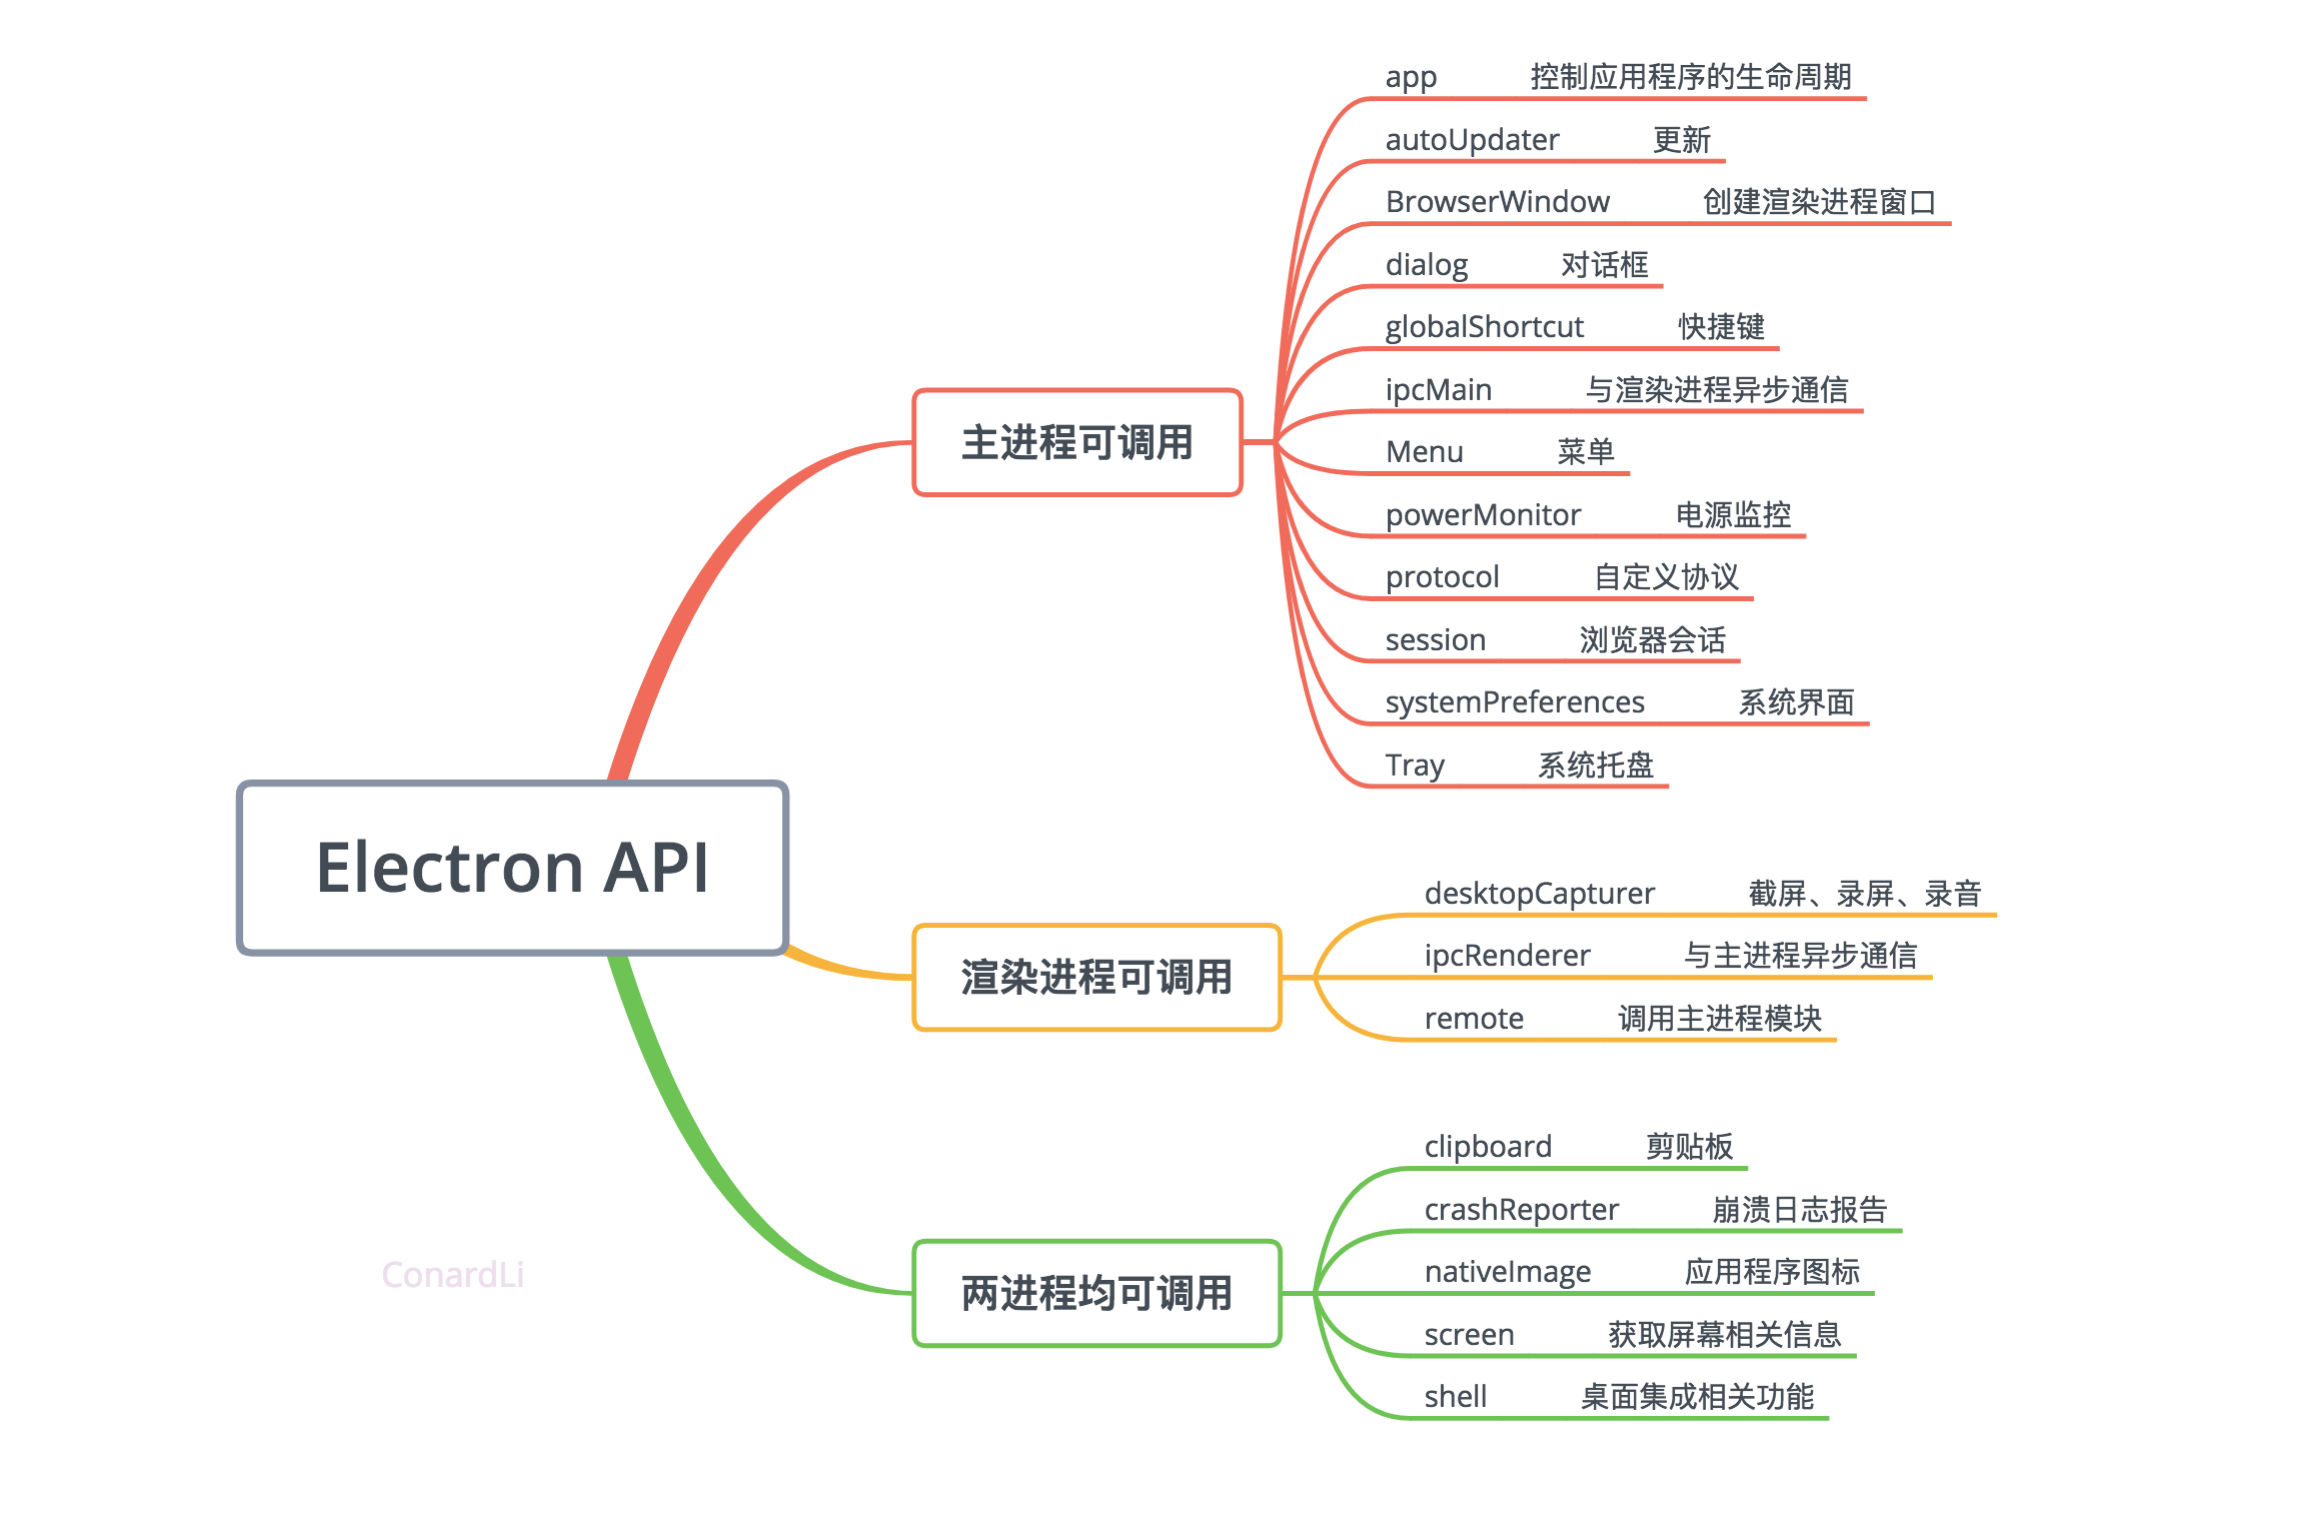 Electron API
主进程可调用
app 控制应用程序的生命周期
autoUpdater 更新
BrowserWindow 创建渲染进程窗口
dialog 对话框
globalShortcut 快捷键
ipcMain 与渲染进程异步通信
Menu 菜单
powerMonitor 电源监控
protocol 自定义协议
session 浏览器会话
systemPreferences 系统界面
Tray 系统托盘
渲染进程可调用
desktopCapturer 截屏、录屏、录音
ipcRenderer 与主进程异步通信
remote 调用主进程模块
两进程均可调用
clipboard 剪贴板
crashReporter 崩溃日志报告
nativeImage 应用程序图标
screen 获取屏幕相关信息
shell 桌面集成相关功能
ConardLi